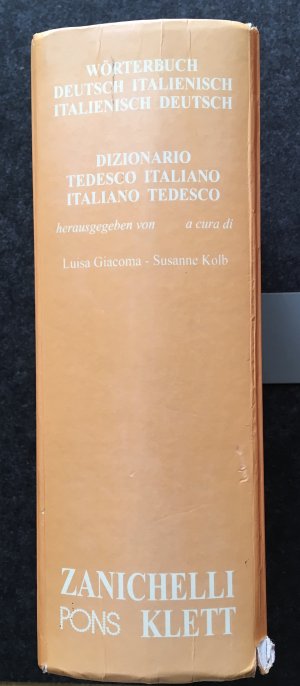 WÖRTERBUCH
DEUTSCH ITALIENISCH
ITALIENISCH DEUTSCH
DIZIONARIO
TEDESCO ITALIANO
ITALIANO TEDESCO
herausgegeben von a cura di
Luisa Giacoma - Susanne Kolb
ZANICHELLI
PONS KLETT